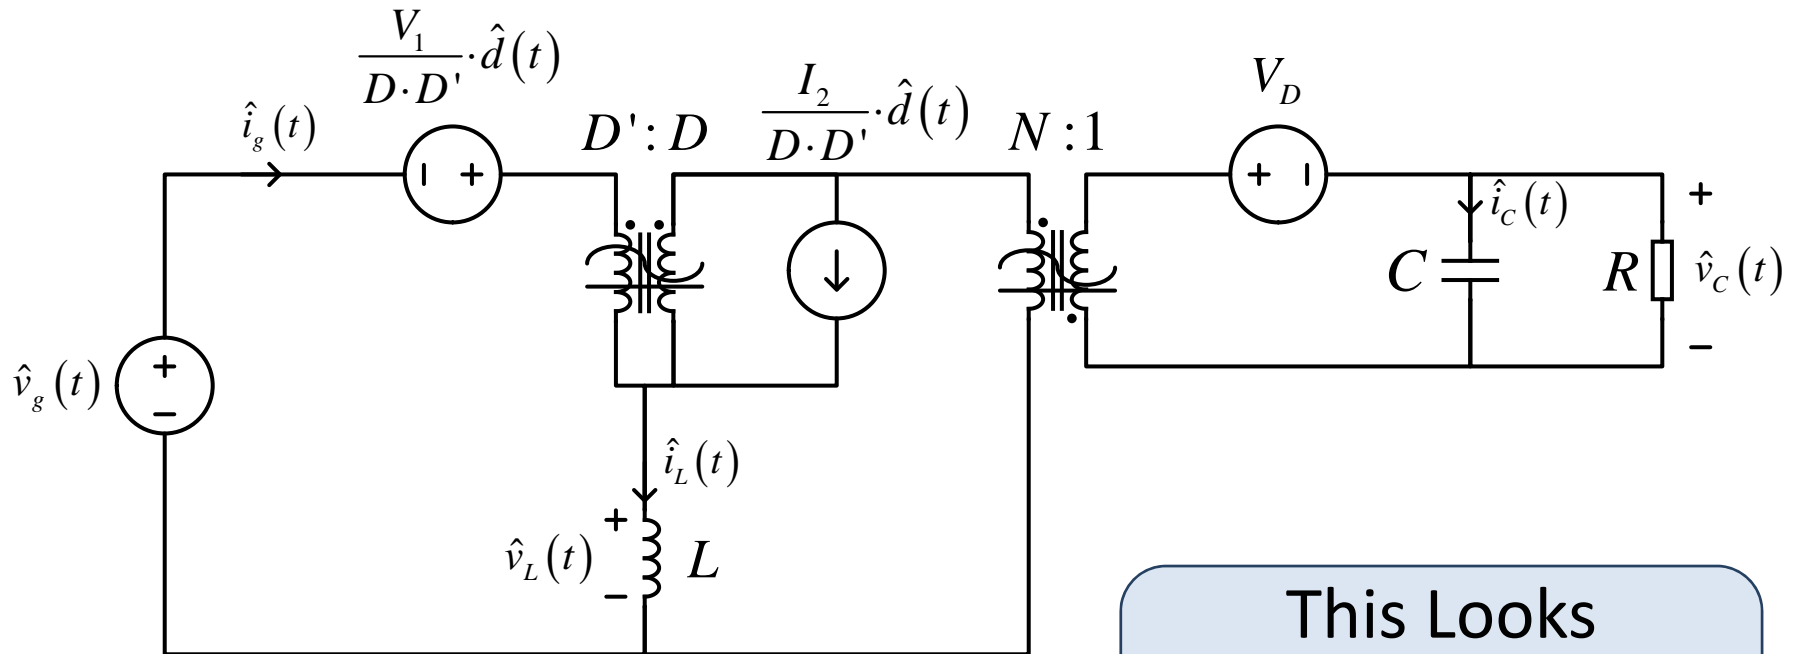 V₁/(D·D') · d̂(t)
î_g(t)
D':D
I₂/(D·D') · d̂(t)
N:1
V_D
+
−
î_C(t)
C
R
v̂_C(t)
v̂_g(t)
î_L(t)
v̂_L(t)
L
This Looks